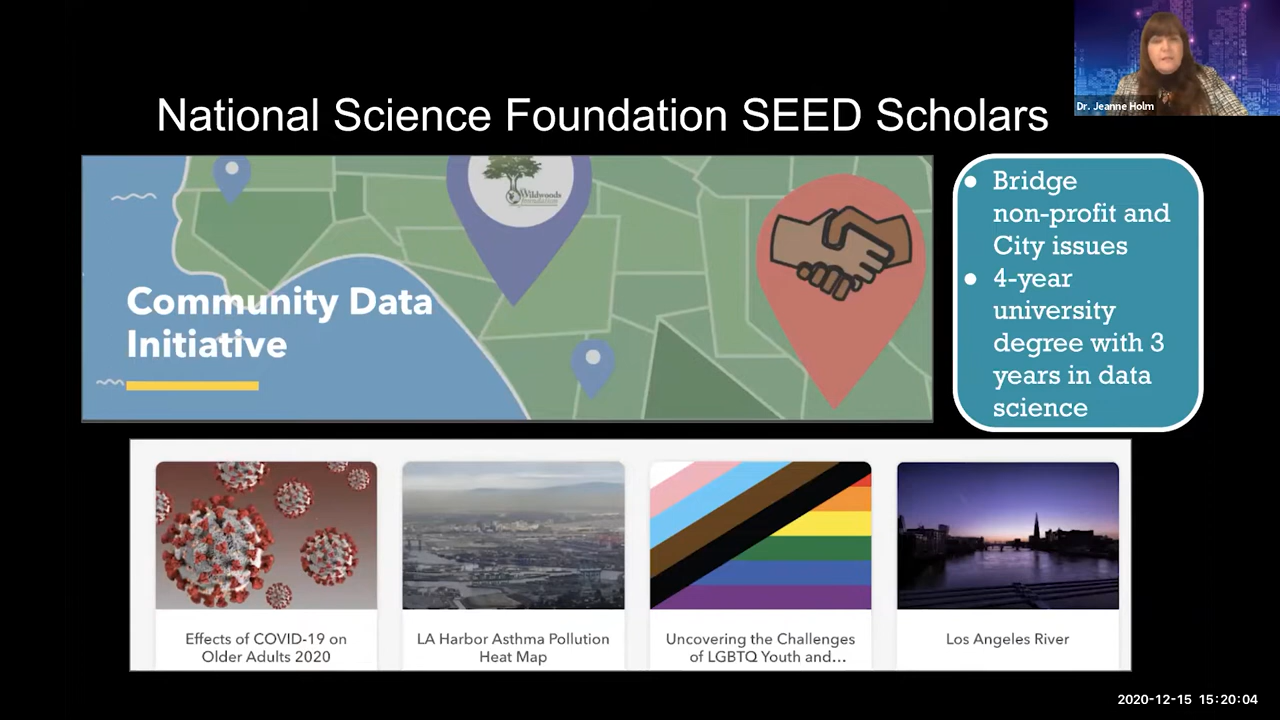 Dr. Jeanne Holm
National Science Foundation SEED Scholars
Wildwoods
Foundation
Community Data
Initiative
• Bridge
non-profit and
City issues
• 4-year
university
degree with 3
years in data
science
Effects of COVID-19 on
Older Adults 2020
LA Harbor Asthma Pollution
Heat Map
Uncovering the Challenges
of LGBTQ Youth and...
Los Angeles River
2020-12-15 15:20:04